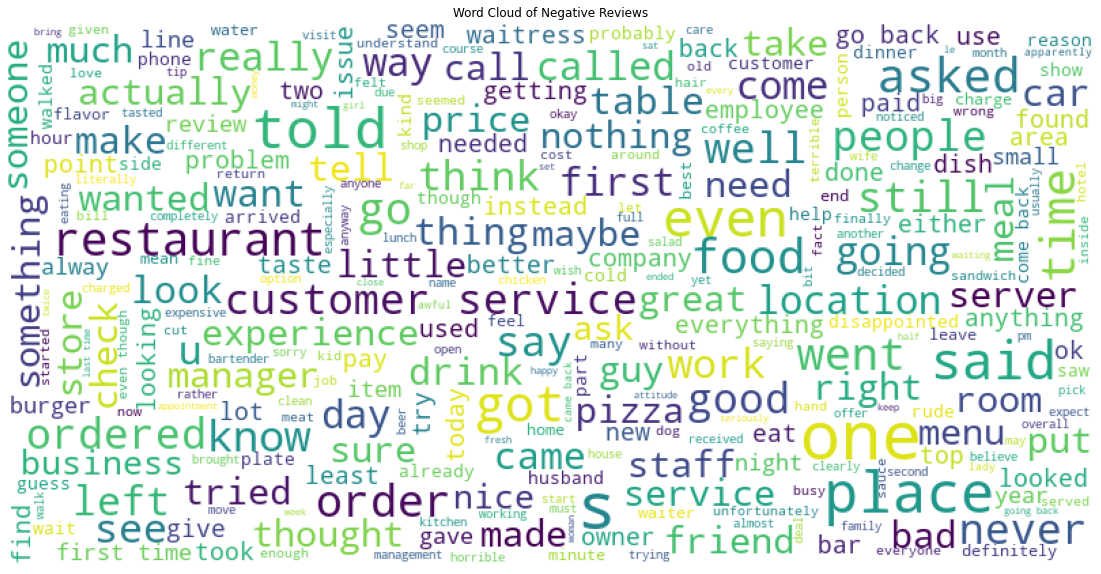 Word Cloud of Negative Reviews
bring given water visit care sat le month apparently
much line seem waitress probably back take go back use reason
phone understand course old customer dinner person show
someone walked love tip really way call called come asked car
actually issue felt due hair every noticed big charge
flavor tasted two getting table employee paid wrong found
hour make review told kind seemed price okay needed nothing coffee well people area
different might girl shop cost around terrible wife change dish small
point side problem tell think first set best need done end still
literally return anyone far though instead let full help finally either usually hotel
wanted want go eating bill completely arrived especially anyway lunch thing maybe even another fact meal time inside
something restaurant little salad food bit going come back
alway mean fine taste better company cold yet decided sandwich waiting
charged option close name chicken wish ended
started twice look customer service great location server
store expensive experience awful used feel many without everything disappointed leave anything
check last time even though looking cut u bartender sorry kid open say ask saying half pm ok saw
burger now rather manager pay happy part guy work went said pick
appointment job clean item drink attitude hand offer rude right room expect
ordered know lot meat day beer try today got came back pizza dog new seriously good keep overall
business brought plate sure fresh home house received eat one menu may put
guess least already came husband staff night clearly top believe
find walk left tried order nice s service busy second sauce lady place looked year served
wait move week see give start must waiter unfortunately almost deal family going back
thought gave kitchen working made woman owner friend bar bad never
first time took enough management horrible minute trying everyone definitely
money